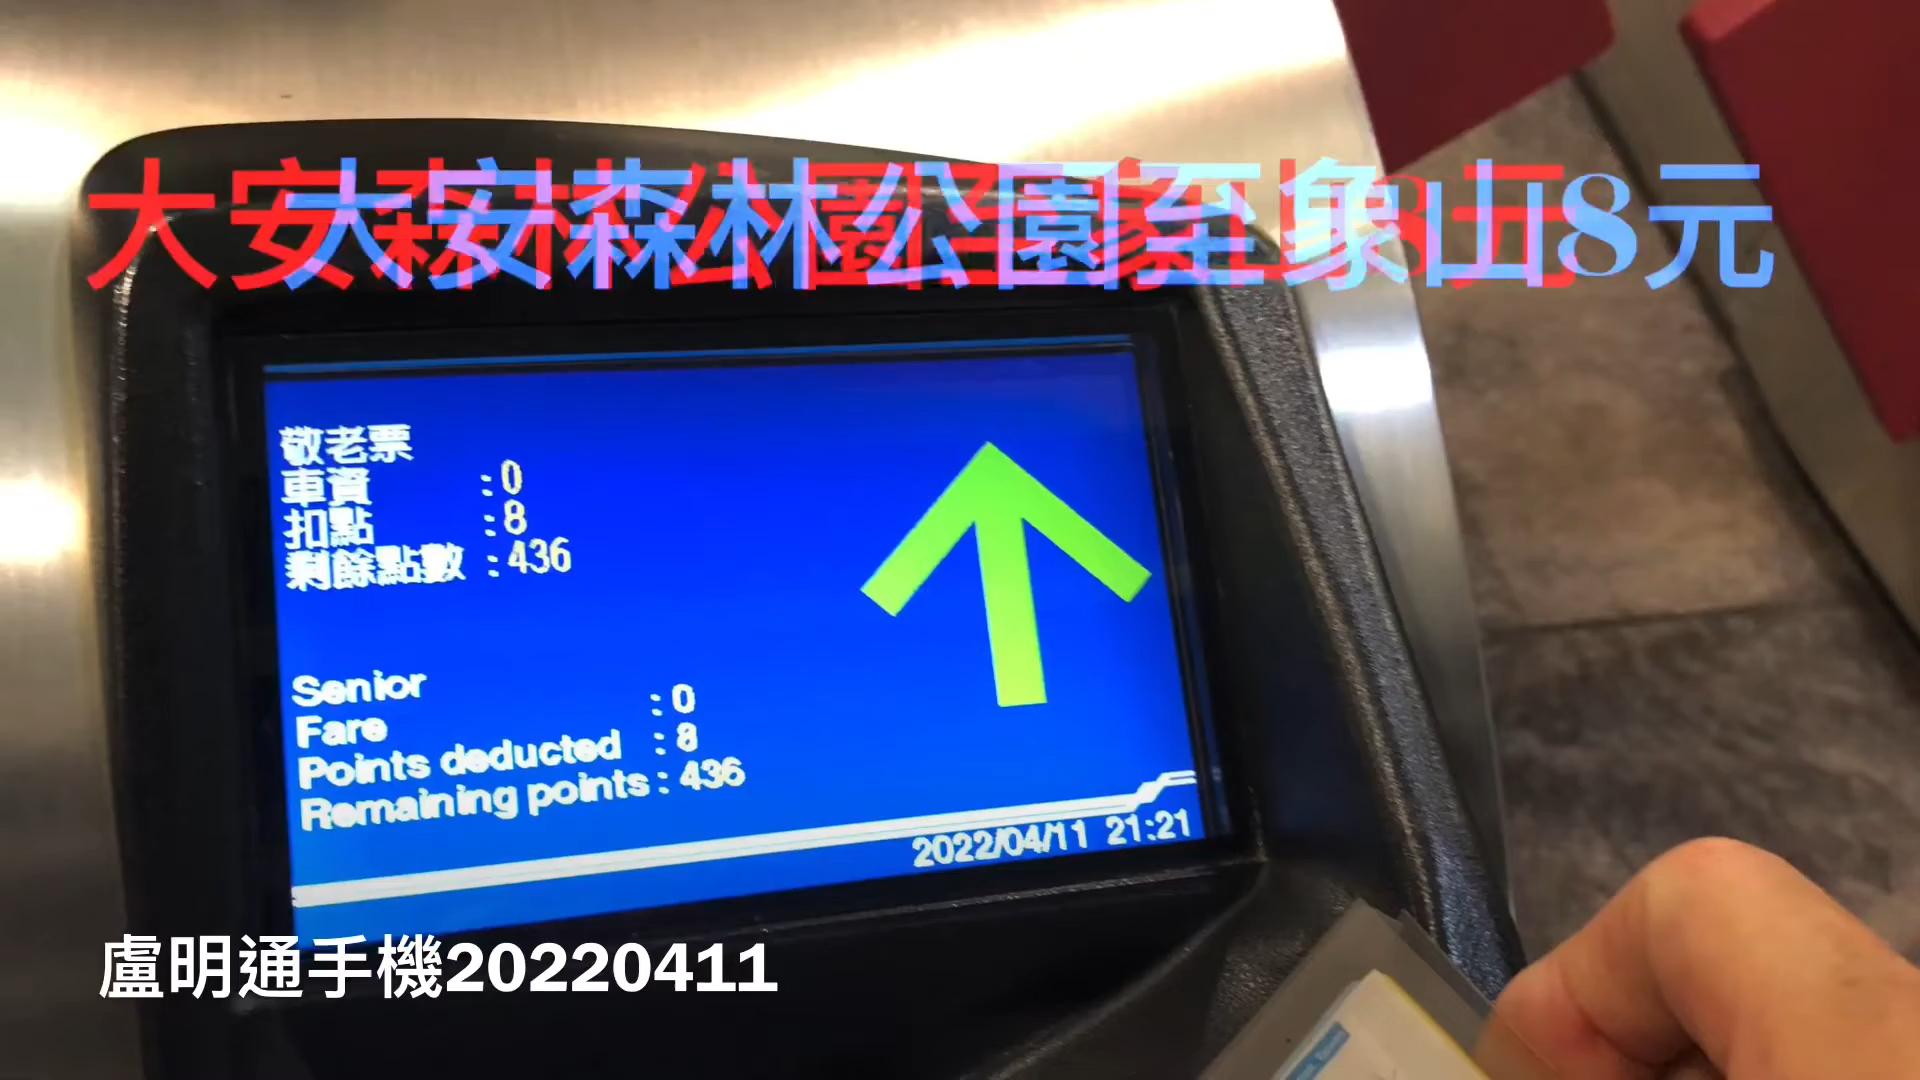 大安森林公園至象山8元
敬老票
車資 :0
扣點 :8
剩餘點數 :436
Senior
Fare :0
Points deducted :8
Remaining points : 436
2022/04/11 21:21
盧明通手機20220411